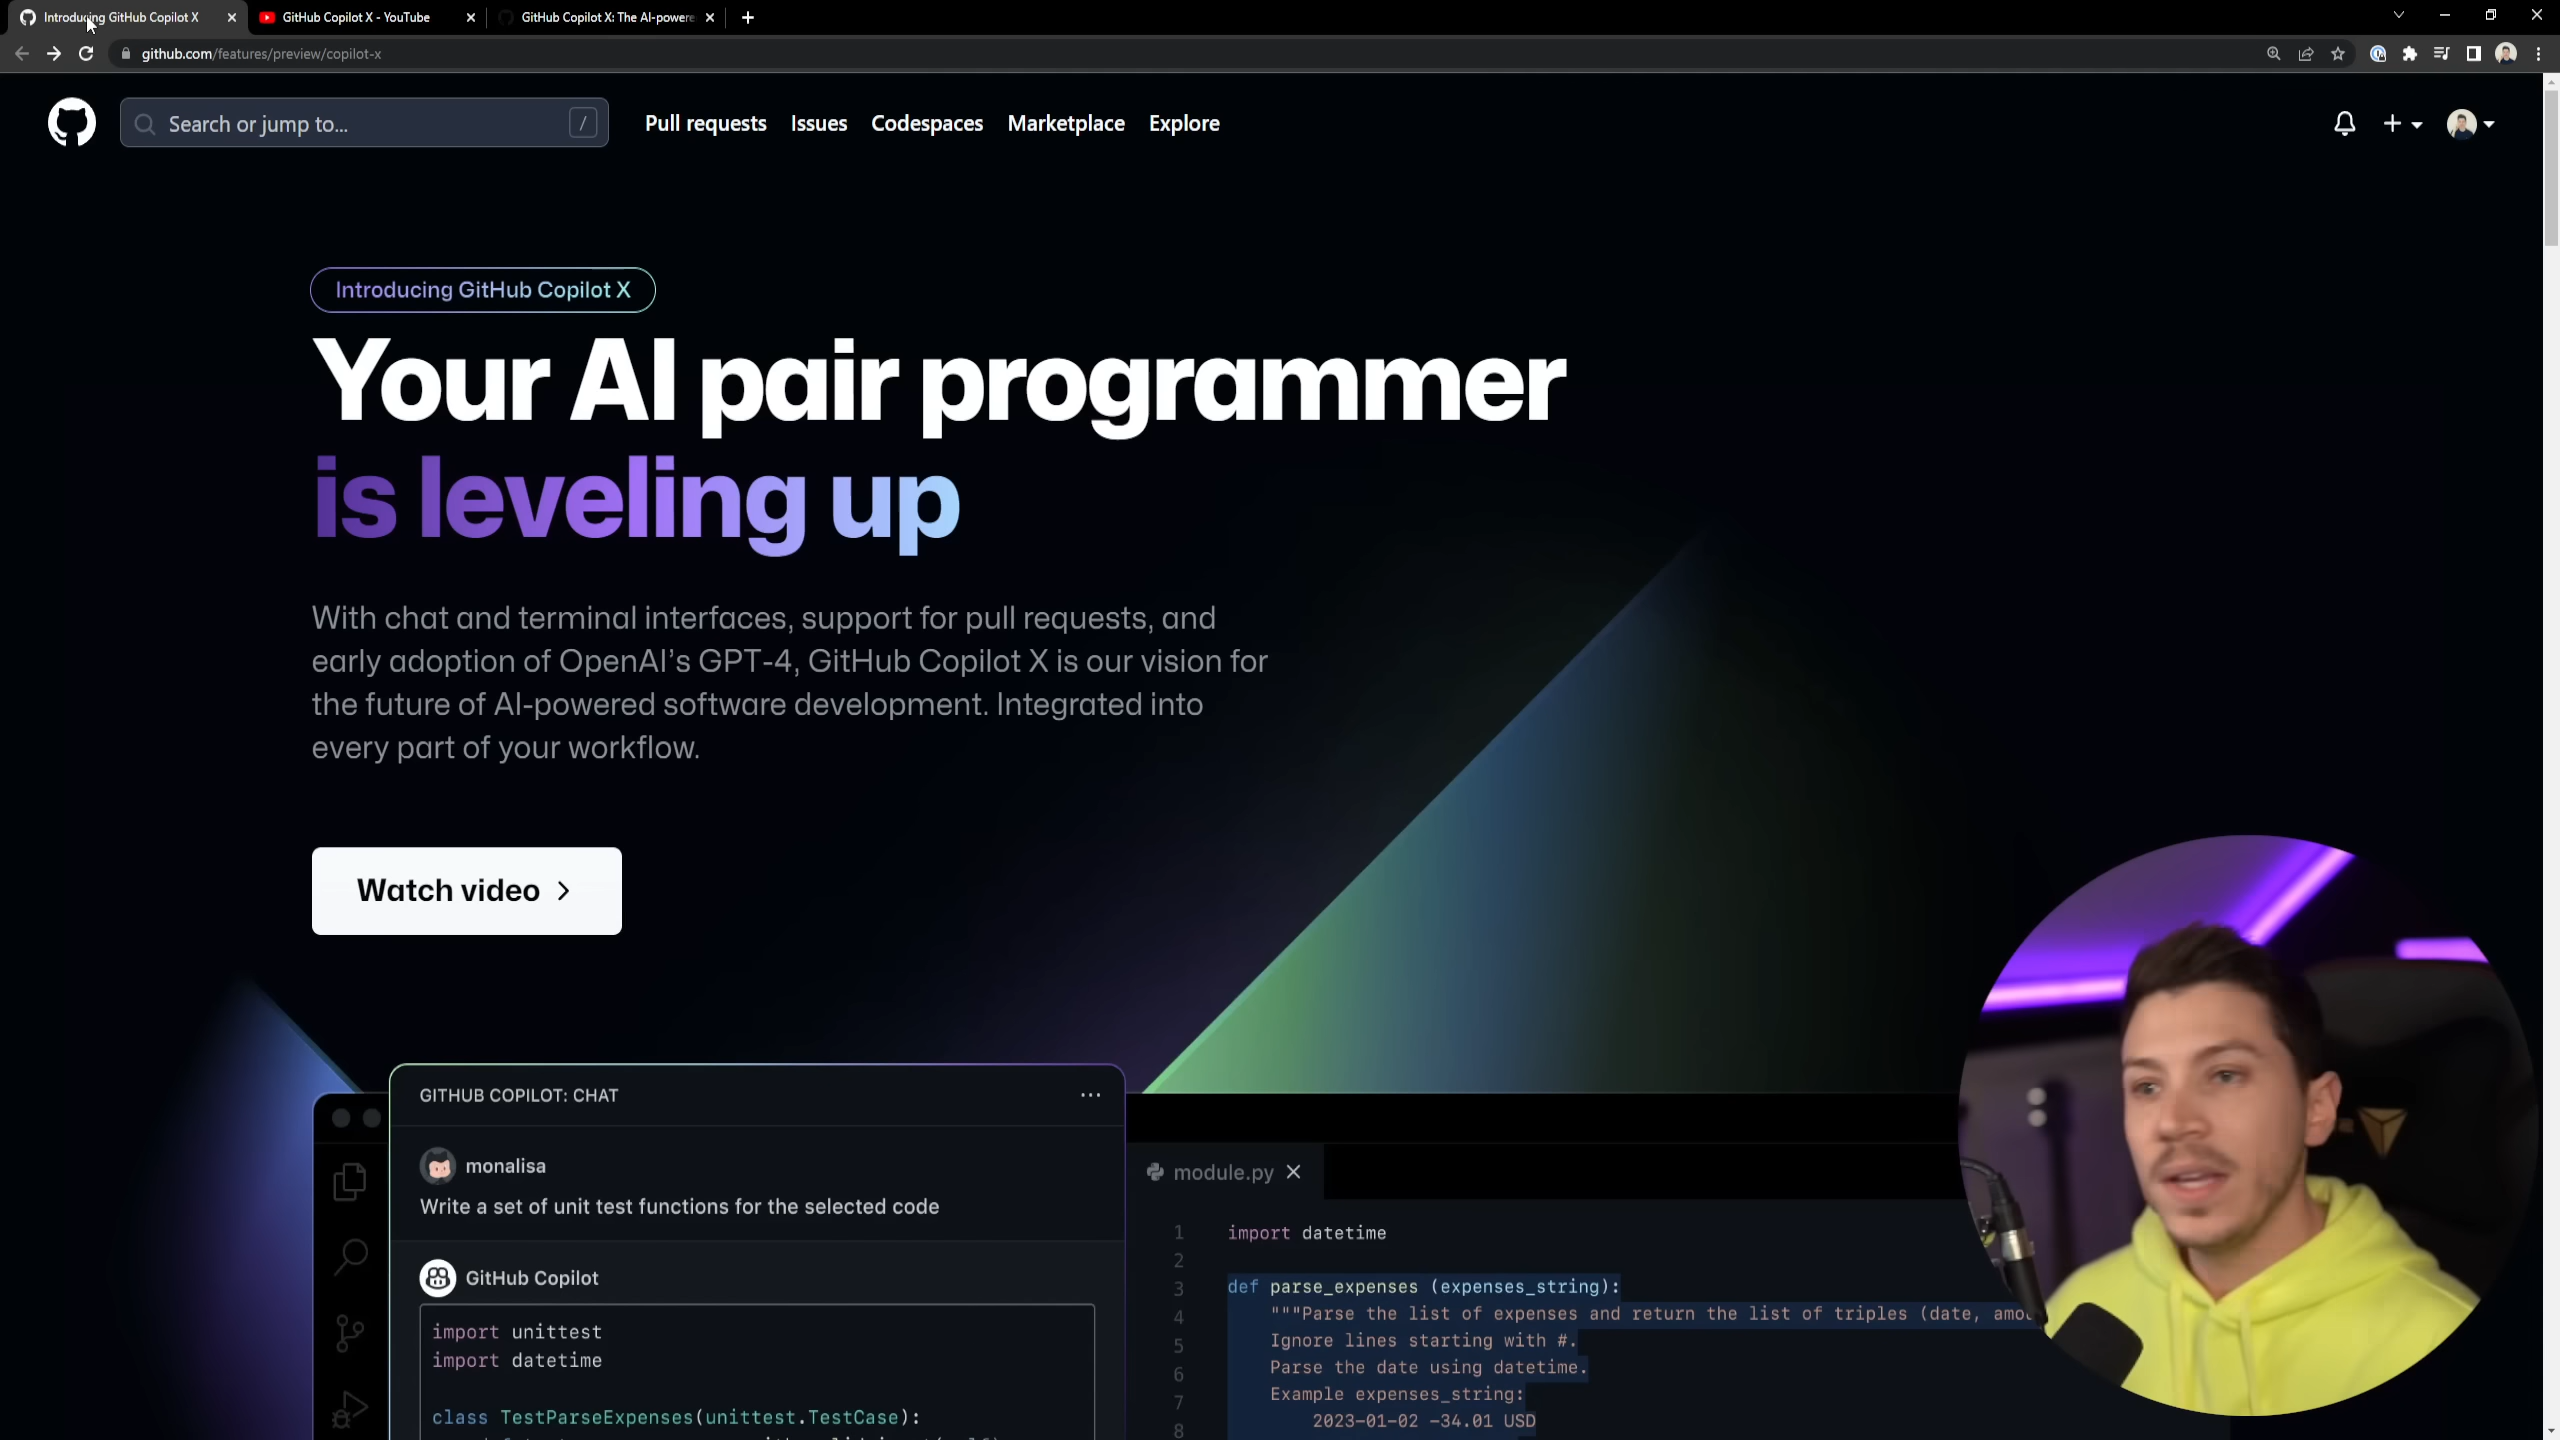 Introducing GitHub Copilot X
GitHub Copilot X - YouTube
GitHub Copilot X: The AI-powere
github.com/features/preview/copilot-x
Search or jump to...
/
Pull requests
Issues
Codespaces
Marketplace
Explore
Introducing GitHub Copilot X
Your AI pair programmer
is leveling up
With chat and terminal interfaces, support for pull requests, and
early adoption of OpenAI's GPT-4, GitHub Copilot X is our vision for
the future of AI-powered software development. Integrated into
every part of your workflow.
Watch video
GITHUB COPILOT: CHAT
monalisa
Write a set of unit test functions for the selected code
GitHub Copilot
import unittest
import datetime
class TestParseExpenses(unittest.TestCase):
module.py
1 import datetime
2
3 def parse_expenses (expenses_string):
4 """Parse the list of expenses and return the list of triples (date,
5 Ignore lines starting with #.
6 Parse the date using datetime.
7 Example expenses_string:
8 2023-01-02 -34.01 USD